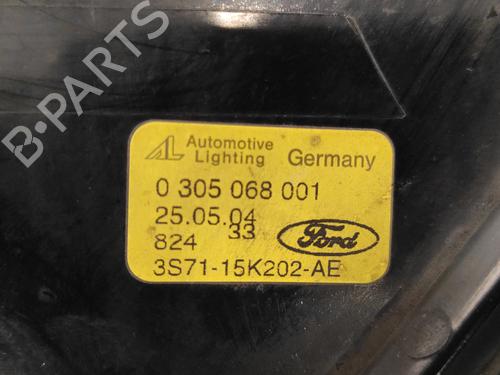 AL Automotive Lighting Germany
0 305 068 001
25.05.04
824 33
Ford
3S71-15K202-AE
B-PARTS